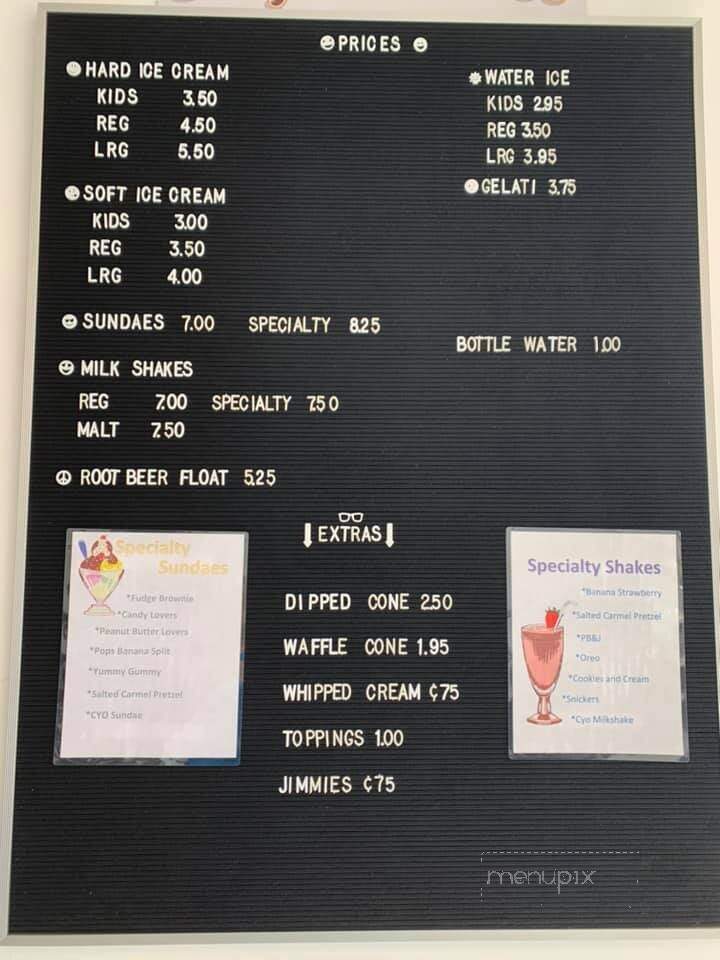 PRICES
HARD ICE CREAM
KIDS 3.50
REG 4.50
LRG 5.50
SOFT ICE CREAM
KIDS 3.00
REG 3.50
LRG 4.00
SUNDAES 7.00 SPECIALTY 8.25
MILK SHAKES
REG 7.00 SPECIALTY 7.50
MALT 7.50
ROOT BEER FLOAT 5.25
WATER ICE
KIDS 2.95
REG 3.50
LRG 3.95
GELATI 3.75
BOTTLE WATER 1.00
Specialty
Sundaes
*Fudge Brownie
*Candy Lovers
*Peanut Butter Lovers
*Pops Banana Split
*Yummy Gummy
*Salted Carmel Pretzel
*CYO Sundae
EXTRAS
DIPPED CONE 2.50
WAFFLE CONE 1.95
WHIPPED CREAM ¢75
TOPPINGS 1.00
JIMMIES ¢75
Specialty Shakes
*Banana Strawberry
*Salted Carmel Pretzel
*PB&J
*Oreo
*Cookies and Cream
*Snickers
*Cyo Milkshake
menupix